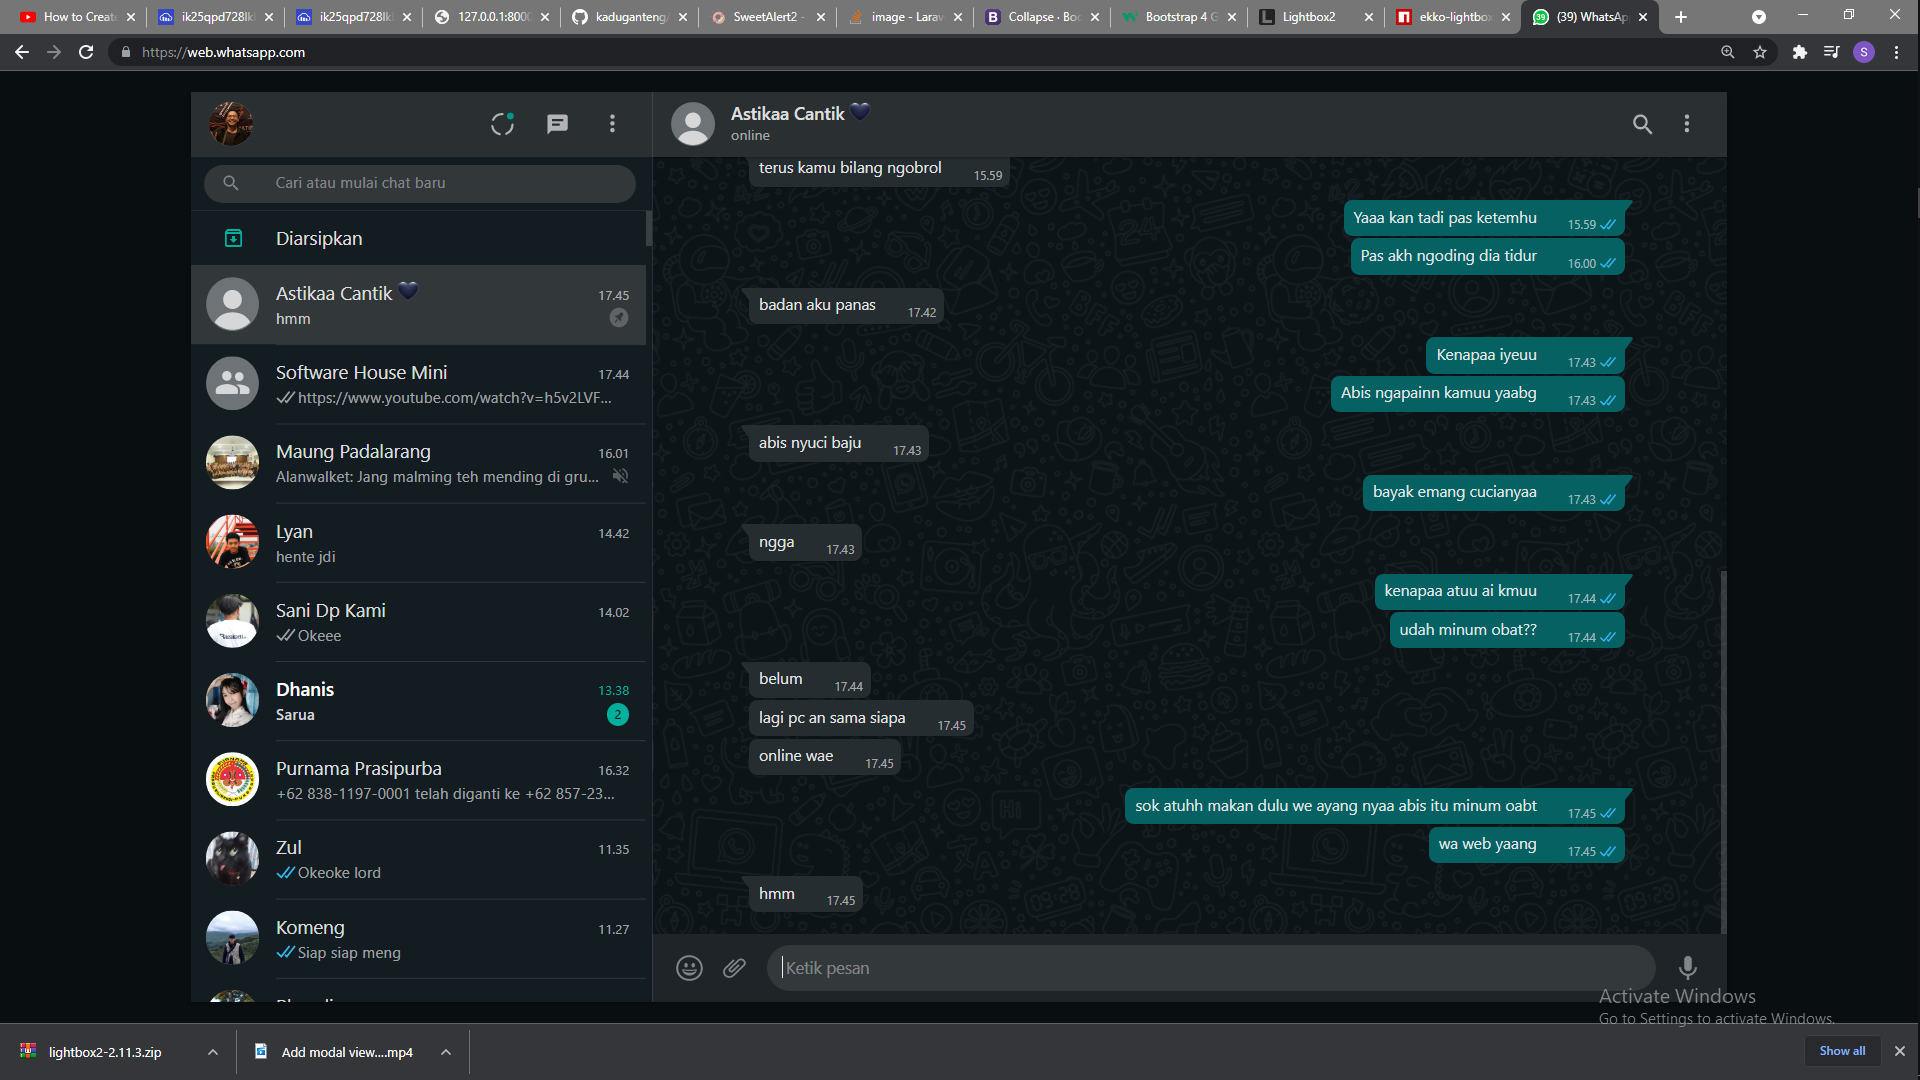 How to Create
ik25qpd728lkl
ik25qpd728lkl
127.0.0.1:8000
kaduganteng/
SweetAlert2 -
image - Larav
Collapse · Boo
Bootstrap 4 G
Lightbox2
ekko-lightbox
(39) WhatsApp
https://web.whatsapp.com
S
Astikaa Cantik
online
Cari atau mulai chat baru
Diarsipkan
Astikaa Cantik
17.45
hmm
Software House Mini
17.44
https://www.youtube.com/watch?v=h5v2LVF...
Maung Padalarang
16.01
Alanwalket: Jang malming teh mending di gru...
Lyan
14.42
hente jdi
Sani Dp Kami
14.02
Okeee
Dhanis
13.38
Sarua
2
Purnama Prasipurba
16.32
+62 838-1197-0001 telah diganti ke +62 857-23...
Zul
11.35
Okeoke lord
Komeng
11.27
Siap siap meng
terus kamu bilang ngobrol 15.59
Yaaa kan tadi pas ketemhu 15.59
Pas akh ngoding dia tidur 16.00
badan aku panas 17.42
Kenapaa iyeuu 17.43
Abis ngapainn kamuu yaabg 17.43
abis nyuci baju 17.43
bayak emang cucianyaa 17.43
ngga 17.43
kenapaa atuu ai kmuu 17.44
udah minum obat?? 17.44
belum 17.44
lagi pc an sama siapa 17.45
online wae 17.45
sok atuhh makan dulu we ayang nyaa abis itu minum oabt 17.45
wa web yaang 17.45
hmm 17.45
Ketik pesan
Activate Windows
Go to Settings to activate Windows.
lightbox2-2.11.3.zip
Add modal view....mp4
Show all